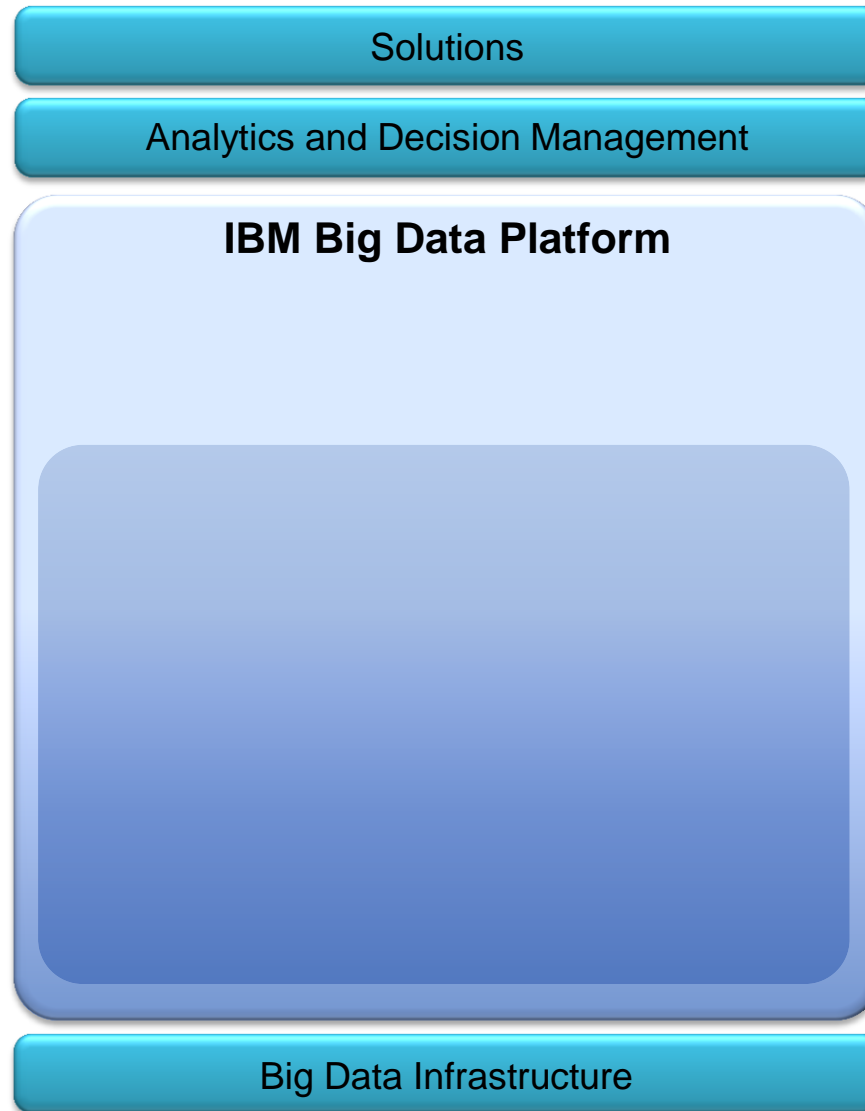 Solutions
Analytics and Decision Management
IBM Big Data Platform
Big Data Infrastructure